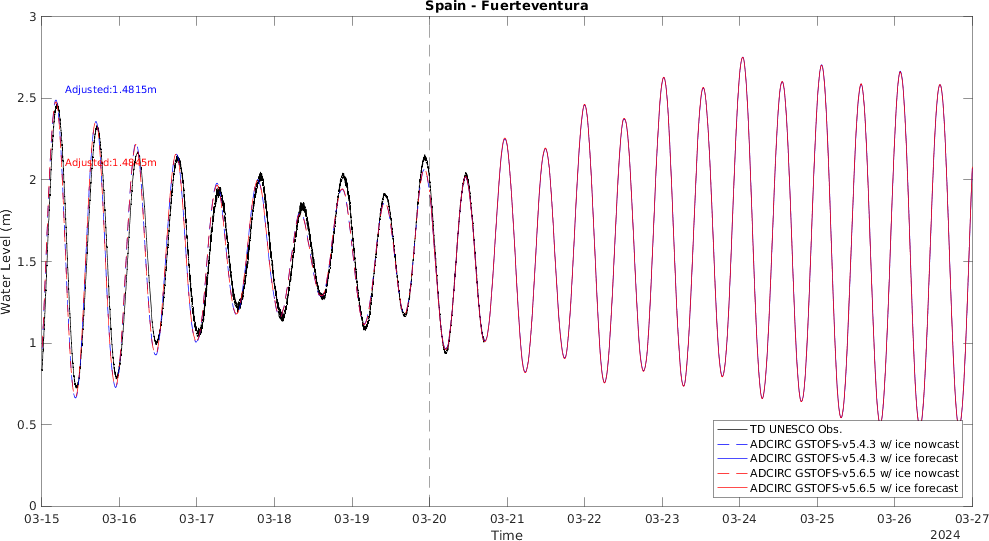 Spain - Fuerteventura
3
2.5
2
1.5
1
0.5
0
Water Level (m)
Adjusted:1.4815m
Adjusted:1.4845m
TD UNESCO Obs.
ADCIRC GSTOFS-v5.4.3 w/ ice nowcast
ADCIRC GSTOFS-v5.4.3 w/ ice forecast
ADCIRC GSTOFS-v5.6.5 w/ ice nowcast
ADCIRC GSTOFS-v5.6.5 w/ ice forecast
03-15 03-16 03-17 03-18 03-19 03-20 03-21 03-22 03-23 03-24 03-25 03-26 03-27
Time
2024